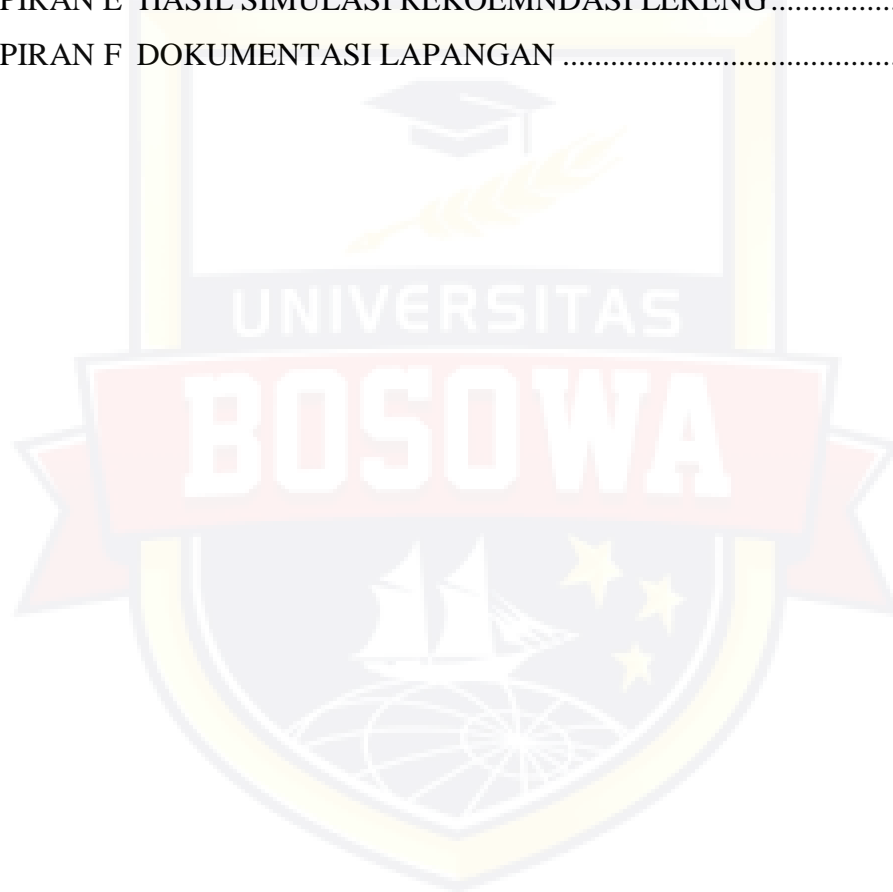 PIRAN E HASIL SIMULASI REKOEMNDASI LERENG................
PIRAN F DOKUMENTASI LAPANGAN ........................................
UNIVERSITAS
BOSOWA